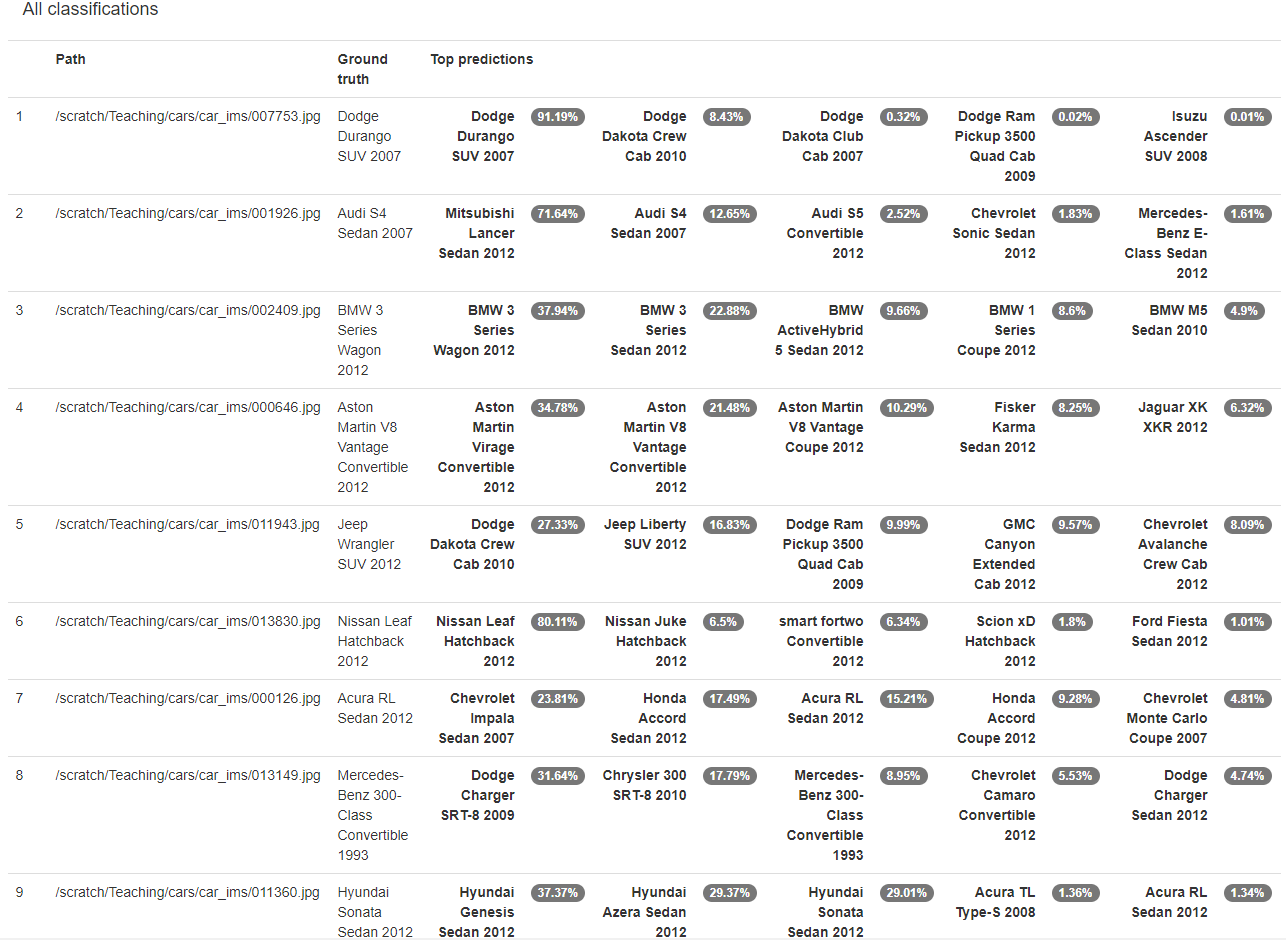 All classifications
Path Ground Top predictions
truth
1 /scratch/Teaching/cars/car_ims/007753.jpg Dodge Dodge 91.19% Dodge 8.43% Dodge 0.32% Dodge Ram 0.02% Isuzu 0.01%
Durango Durango Dakota Crew Dakota Club Pickup 3500 Ascender
SUV 2007 SUV 2007 Cab 2010 Cab 2007 Quad Cab SUV 2008
2009
2 /scratch/Teaching/cars/car_ims/001926.jpg Audi S4 Mitsubishi 71.64% Audi S4 12.65% Audi S5 2.52% Chevrolet 1.83% Mercedes- 1.61%
Sedan 2007 Lancer Sedan 2007 Convertible Sonic Sedan Benz E-
Sedan 2012 2012 2012 Class Sedan
2012
3 /scratch/Teaching/cars/car_ims/002409.jpg BMW 3 BMW 3 37.94% BMW 3 22.88% BMW 9.66% BMW 1 8.6% BMW M5 4.9%
Series Series Series ActiveHybrid Series Sedan 2010
Wagon Wagon 2012 Sedan 2012 5 Sedan 2012 Coupe 2012
2012
4 /scratch/Teaching/cars/car_ims/000646.jpg Aston Aston 34.78% Aston 21.48% Aston Martin 10.29% Fisker 8.25% Jaguar XK 6.32%
Martin V8 Martin Martin V8 V8 Vantage Karma XKR 2012
Vantage Virage Vantage Coupe 2012 Sedan 2012
Convertible Convertible Convertible
2012 2012 2012
5 /scratch/Teaching/cars/car_ims/011943.jpg Jeep Dodge 27.33% Jeep Liberty 16.83% Dodge Ram 9.99% GMC 9.57% Chevrolet 8.09%
Wrangler Dakota Crew SUV 2012 Pickup 3500 Canyon Avalanche
SUV 2012 Cab 2010 Quad Cab Extended Crew Cab
2009 Cab 2012 2012
6 /scratch/Teaching/cars/car_ims/013830.jpg Nissan Leaf Nissan Leaf 80.11% Nissan Juke 6.5% smart fortwo 6.34% Scion xD 1.8% Ford Fiesta 1.01%
Hatchback Hatchback Hatchback Convertible Hatchback Sedan 2012
2012 2012 2012 2012 2012
7 /scratch/Teaching/cars/car_ims/000126.jpg Acura RL Chevrolet 23.81% Honda 17.49% Acura RL 15.21% Honda 9.28% Chevrolet 4.81%
Sedan 2012 Impala Accord Sedan 2012 Accord Monte Carlo
Sedan 2007 Sedan 2012 Coupe 2012 Coupe 2007
8 /scratch/Teaching/cars/car_ims/013149.jpg Mercedes- Dodge 31.64% Chrysler 300 17.79% Mercedes- 8.95% Chevrolet 5.53% Dodge 4.74%
Benz 300- Charger SRT-8 2010 Benz 300- Camaro Charger
Class SRT-8 2009 Class Convertible Sedan 2012
Convertible Convertible 2012
1993 1993
9 /scratch/Teaching/cars/car_ims/011360.jpg Hyundai Hyundai 37.37% Hyundai 29.37% Hyundai 29.01% Acura TL 1.36% Acura RL 1.34%
Sonata Genesis Azera Sedan Sonata Type-S 2008 Sedan 2012
Sedan 2012 Sedan 2012 2012 Sedan 2012